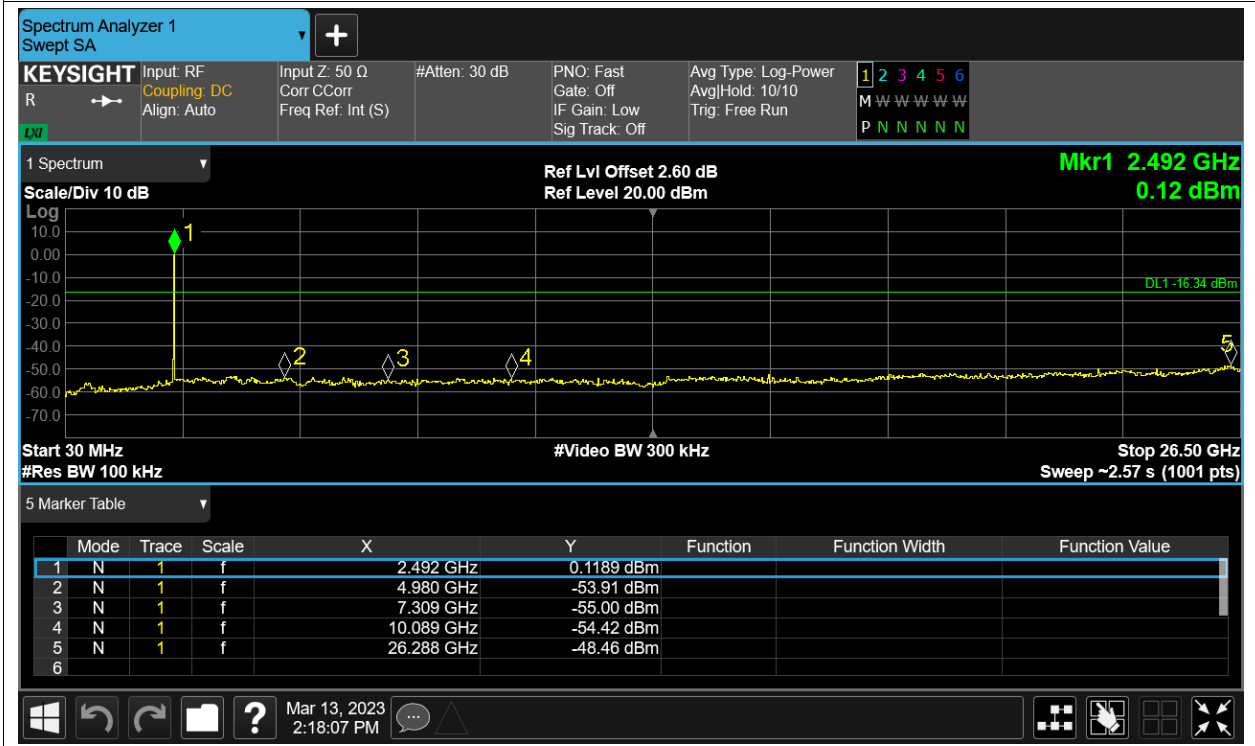 Spectrum Analyzer 1
Swept SA
+
KEYSIGHT
R
LXI
Input: RF
Coupling: DC
Align: Auto
Input Z: 50 Ω
Corr CCorr
Freq Ref: Int (S)
#Atten: 30 dB
PNO: Fast
Gate: Off
IF Gain: Low
Sig Track: Off
Avg Type: Log-Power
Avg|Hold: 10/10
Trig: Free Run
1 2 3 4 5 6
M W W W W W
P N N N N N
1 Spectrum
Scale/Div 10 dB
Ref Lvl Offset 2.60 dB
Ref Level 20.00 dBm
Mkr1 2.492 GHz
0.12 dBm
Log
10.0
0.00
-10.0
-20.0
-30.0
-40.0
-50.0
-60.0
-70.0
1
2
3
4
5
DL1 -16.34 dBm
Start 30 MHz
#Res BW 100 kHz
#Video BW 300 kHz
Stop 26.50 GHz
Sweep ~2.57 s (1001 pts)
5 Marker Table
Mode Trace Scale X Y Function Function Width Function Value
1 N 1 f 2.492 GHz 0.1189 dBm
2 N 1 f 4.980 GHz -53.91 dBm
3 N 1 f 7.309 GHz -55.00 dBm
4 N 1 f 10.089 GHz -54.42 dBm
5 N 1 f 26.288 GHz -48.46 dBm
6
?
Mar 13, 2023
2:18:07 PM